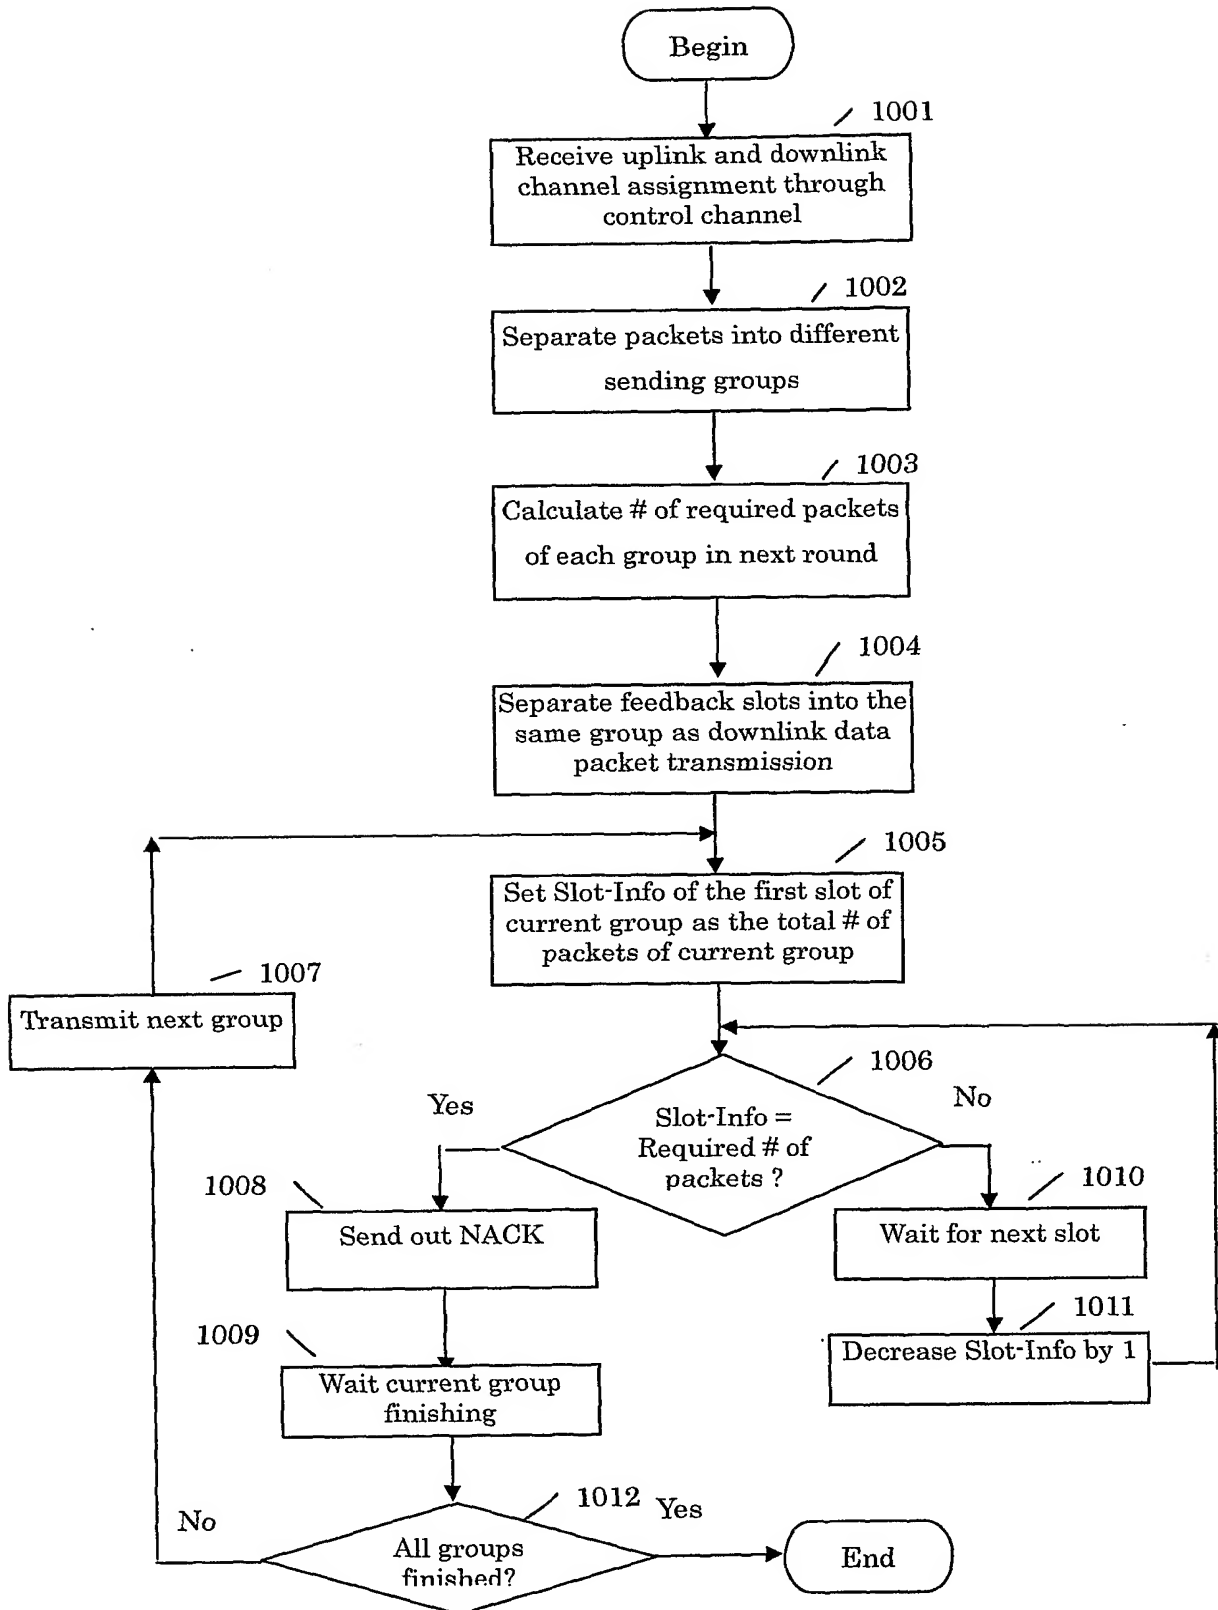 Begin
1001
Receive uplink and downlink
channel assignment through
control channel
1002
Separate packets into different
sending groups
1003
Calculate # of required packets
of each group in next round
1004
Separate feedback slots into the
same group as downlink data
packet transmission
1005
Set Slot-Info of the first slot of
current group as the total # of
packets of current group
1007
Transmit next group
1006
Yes
No
Slot-Info =
Required # of
packets ?
1008
Send out NACK
1010
Wait for next slot
1009
Wait current group
finishing
1011
Decrease Slot-Info by 1
1012
No
Yes
All groups
finished?
End